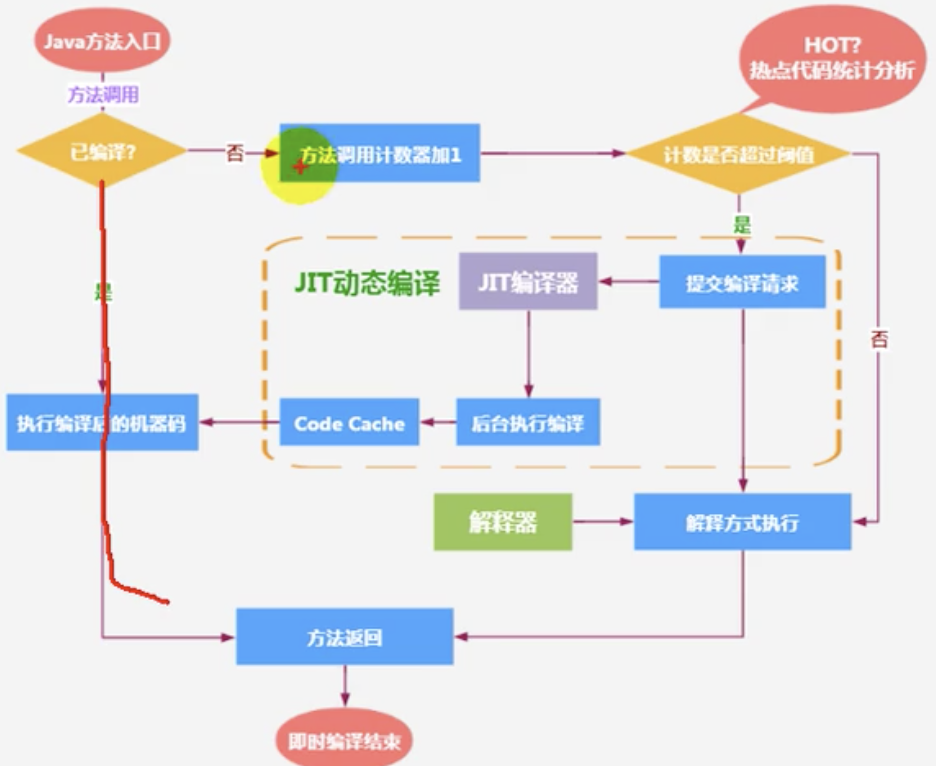 Java方法入口
HOT?
热点代码统计分析
方法调用
已编译?
否
方法调用计数器加1
计数是否超过阈值
是
JIT动态编译
JIT编译器
提交编译请求
是
否
执行编译后的机器码
Code Cache
后台执行编译
解释器
解释方式执行
方法返回
即时编译结束